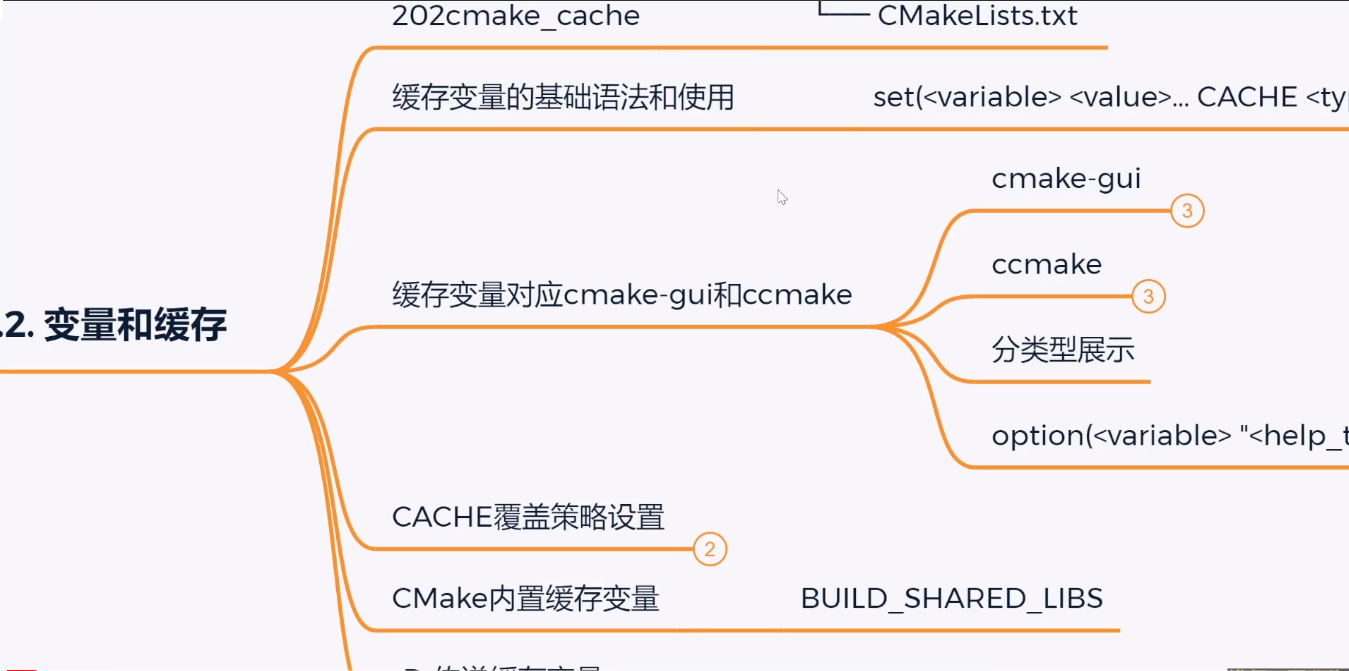 202cmake_cache
└── CMakeLists.txt
缓存变量的基础语法和使用
set(<variable> <value>... CACHE <typ
cmake-gui
3
ccmake
3
缓存变量对应cmake-gui和ccmake
分类型展示
option(<variable> "<help_t
.2. 变量和缓存
CACHE覆盖策略设置
2
CMake内置缓存变量
BUILD_SHARED_LIBS